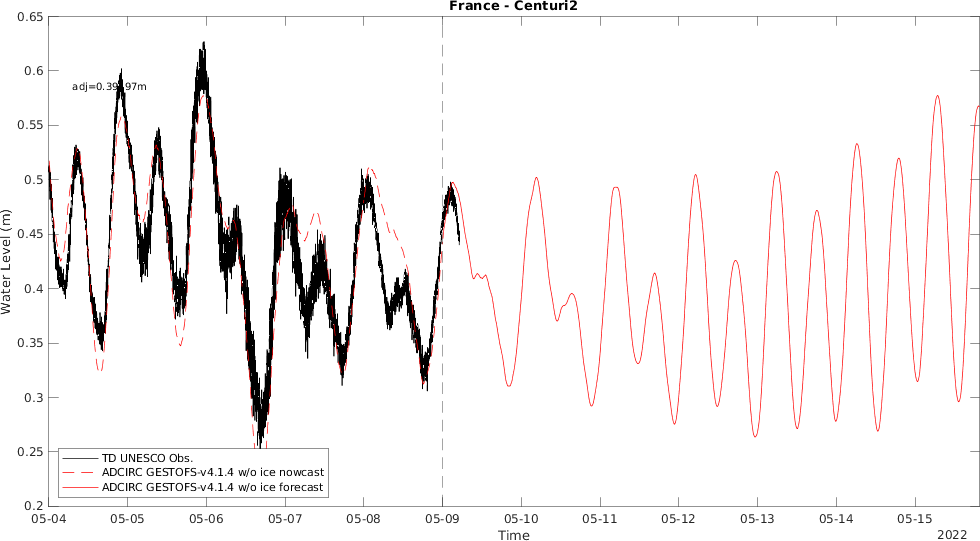 France - Centuri2
0.65
0.6
0.55
0.5
0.45
0.4
0.35
0.3
0.25
0.2
Water Level (m)
TD UNESCO Obs.
ADCIRC GESTOFS-v4.1.4 w/o ice nowcast
ADCIRC GESTOFS-v4.1.4 w/o ice forecast
05-04 05-05 05-06 05-07 05-08 05-09 05-10 05-11 05-12 05-13 05-14 05-15
Time
2022